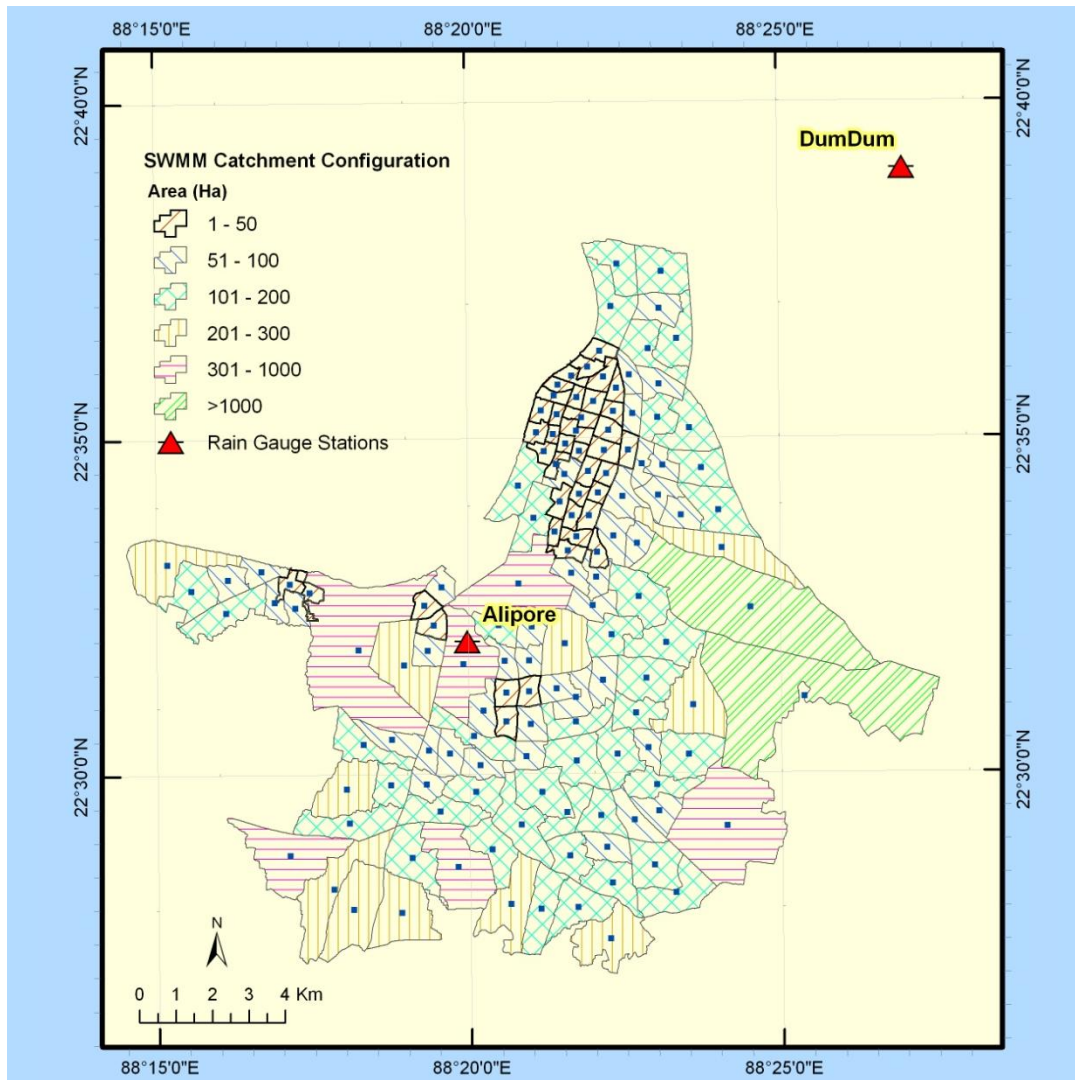 88°15'0"E 88°20'0"E 88°25'0"E
22°40'0"N 22°40'0"N
DumDum
SWMM Catchment Configuration
Area (Ha)
1 - 50
51 - 100
101 - 200
201 - 300
301 - 1000
>1000
Rain Gauge Stations
22°35'0"N 22°35'0"N
Alipore
22°30'0"N 22°30'0"N
N
0 1 2 3 4 Km
88°15'0"E 88°20'0"E 88°25'0"E